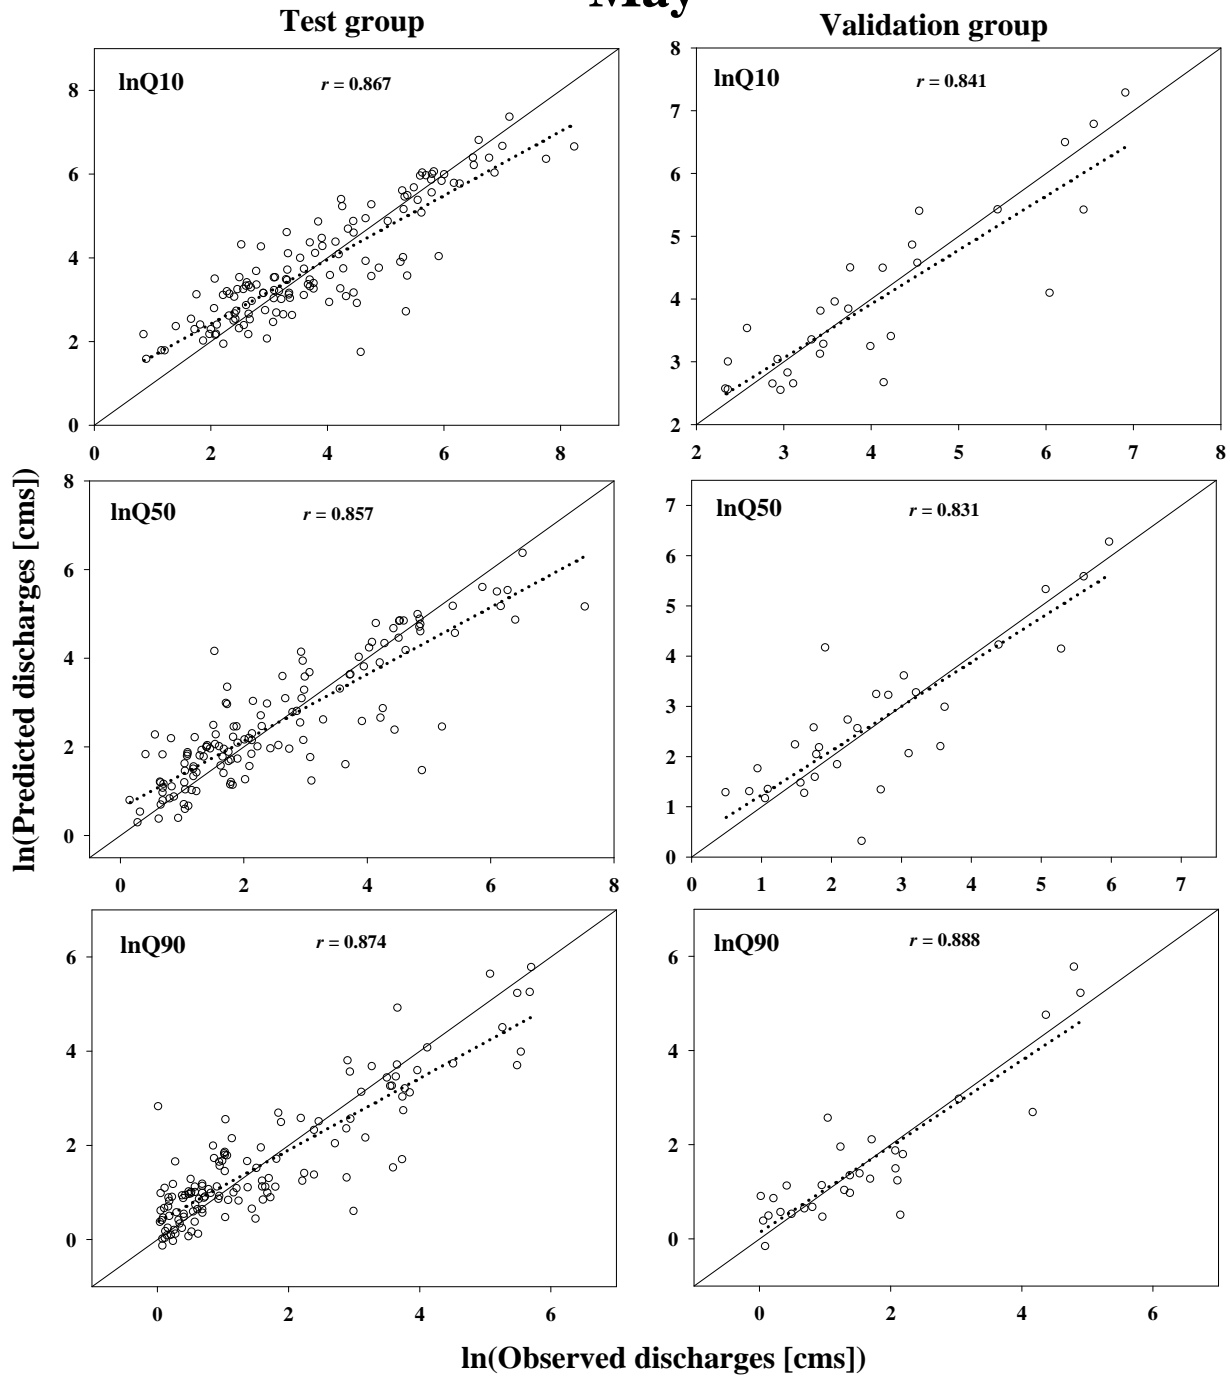 May
Test group
Validation group
lnQ10
r = 0.867
8
6
4
2
0
0 2 4 6 8
lnQ10
r = 0.841
8
7
6
5
4
3
2
2 3 4 5 6 7 8
ln(Predicted discharges [cms])
lnQ50
r = 0.857
8
6
4
2
0
0 2 4 6 8
lnQ50
r = 0.831
7
6
5
4
3
2
1
0
0 1 2 3 4 5 6 7
lnQ90
r = 0.874
6
4
2
0
0 2 4 6
lnQ90
r = 0.888
6
4
2
0
0 2 4 6
ln(Observed discharges [cms])